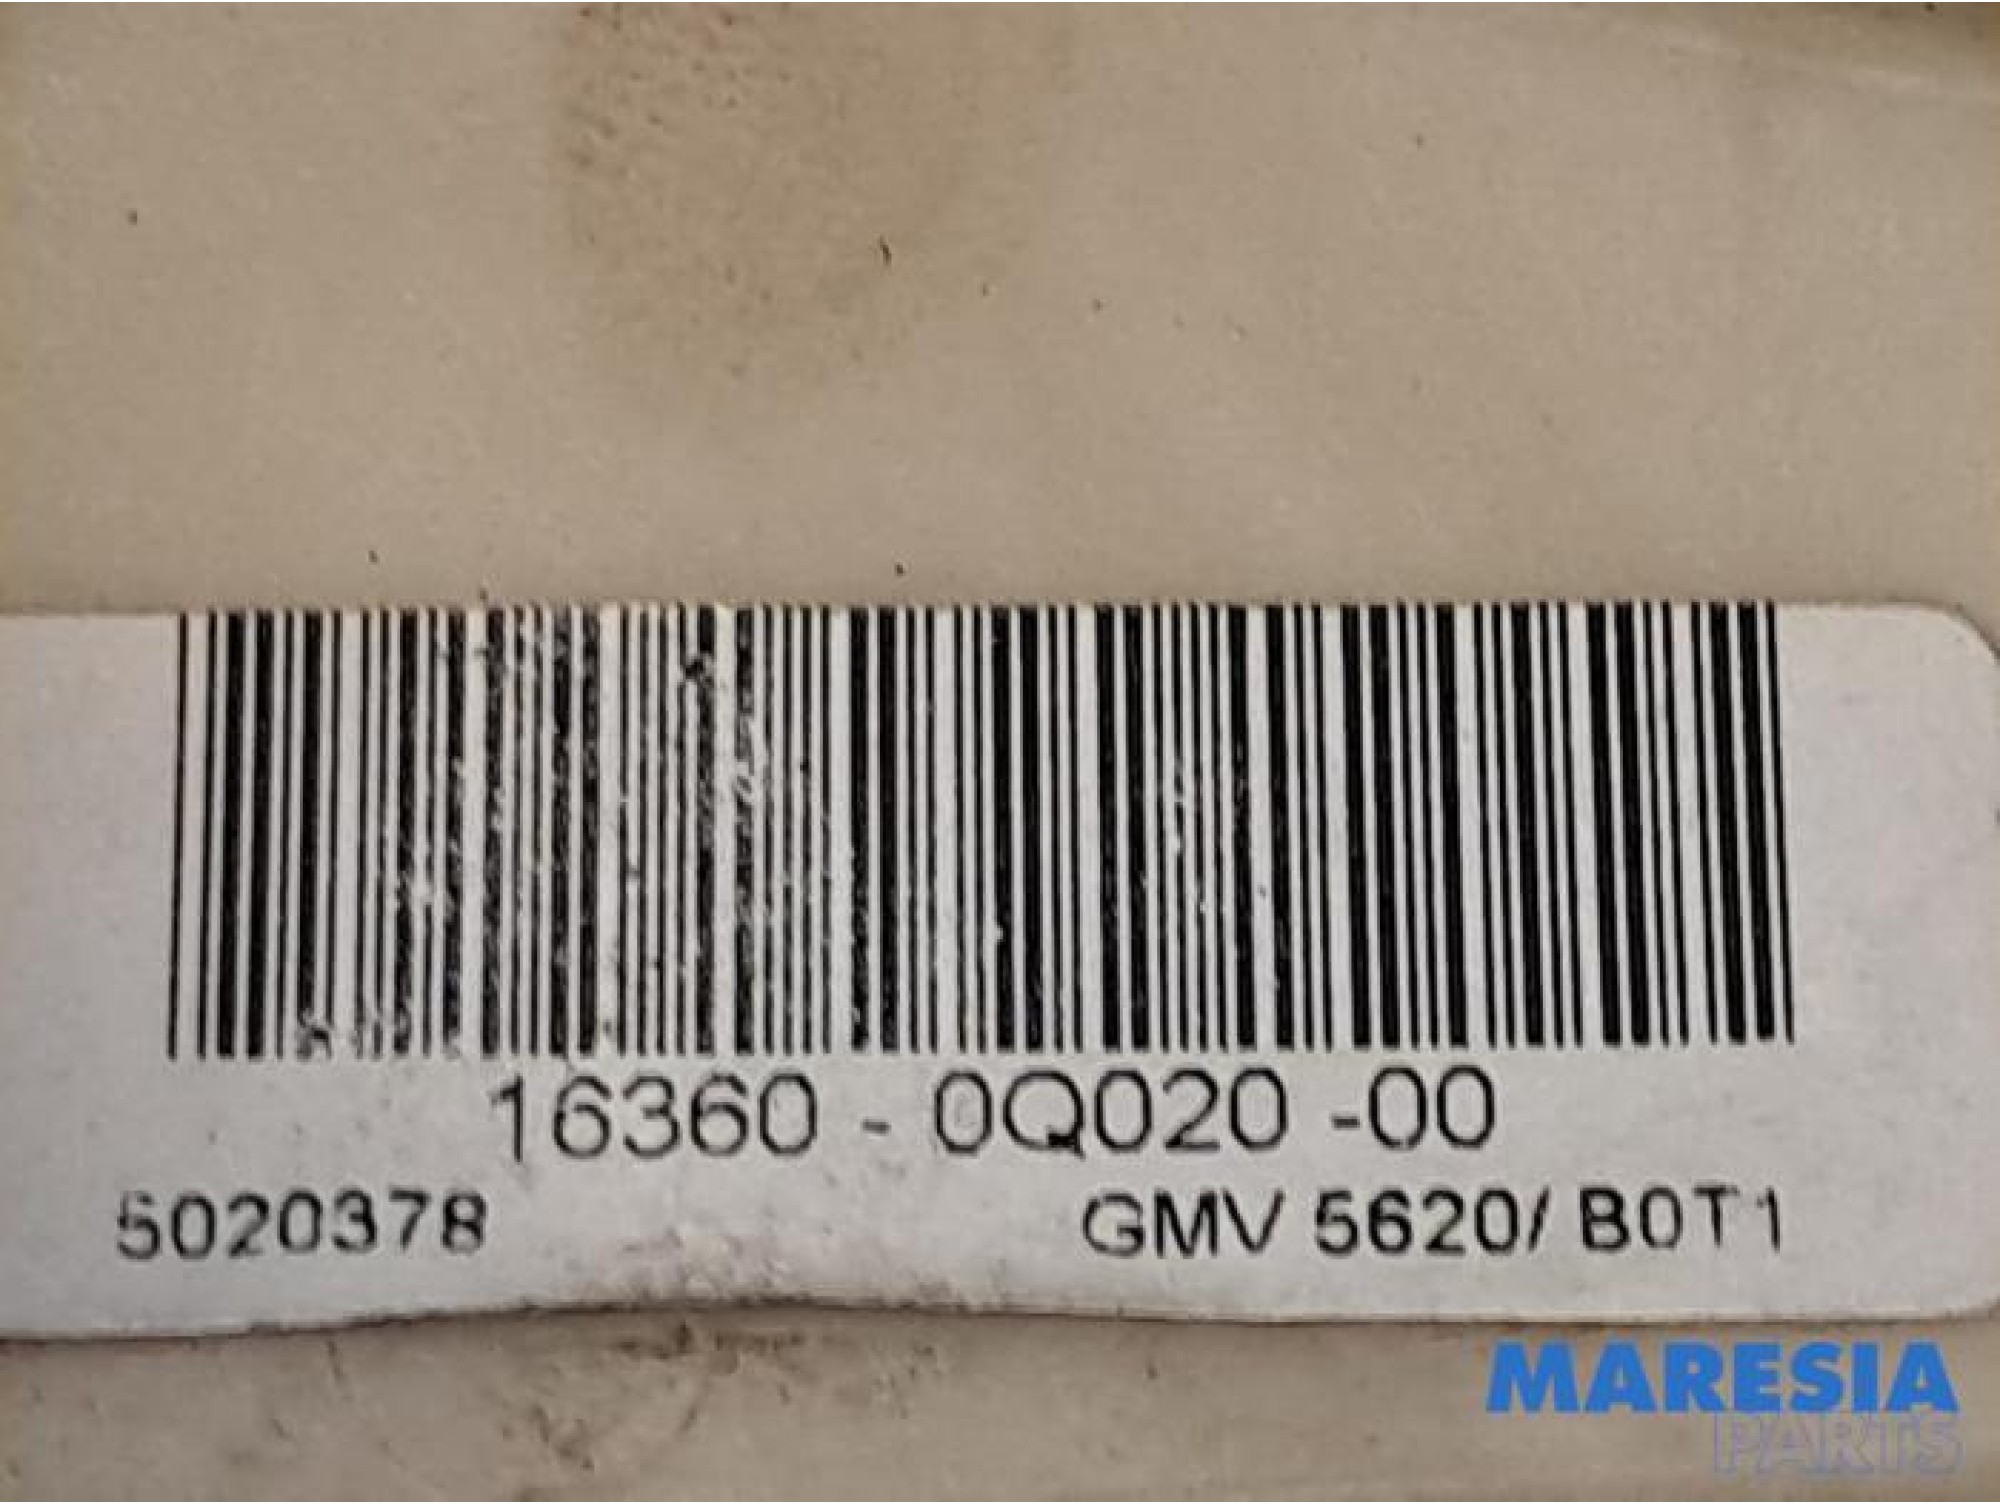 16360 - 0Q020 -00
5020378 GMV 5620/ B0T1
MARESIA
PARTS